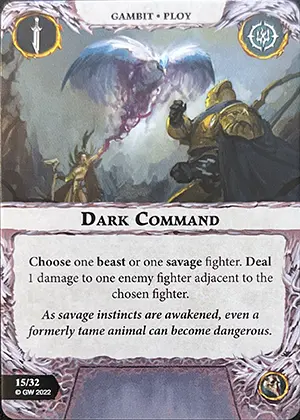 GAMBIT • PLOY
DARK COMMAND
Choose one beast or one savage fighter. Deal
1 damage to one enemy fighter adjacent to the
chosen fighter.
As savage instincts are awakened, even a
formerly tame animal can become dangerous.
15/32
© GW 2022